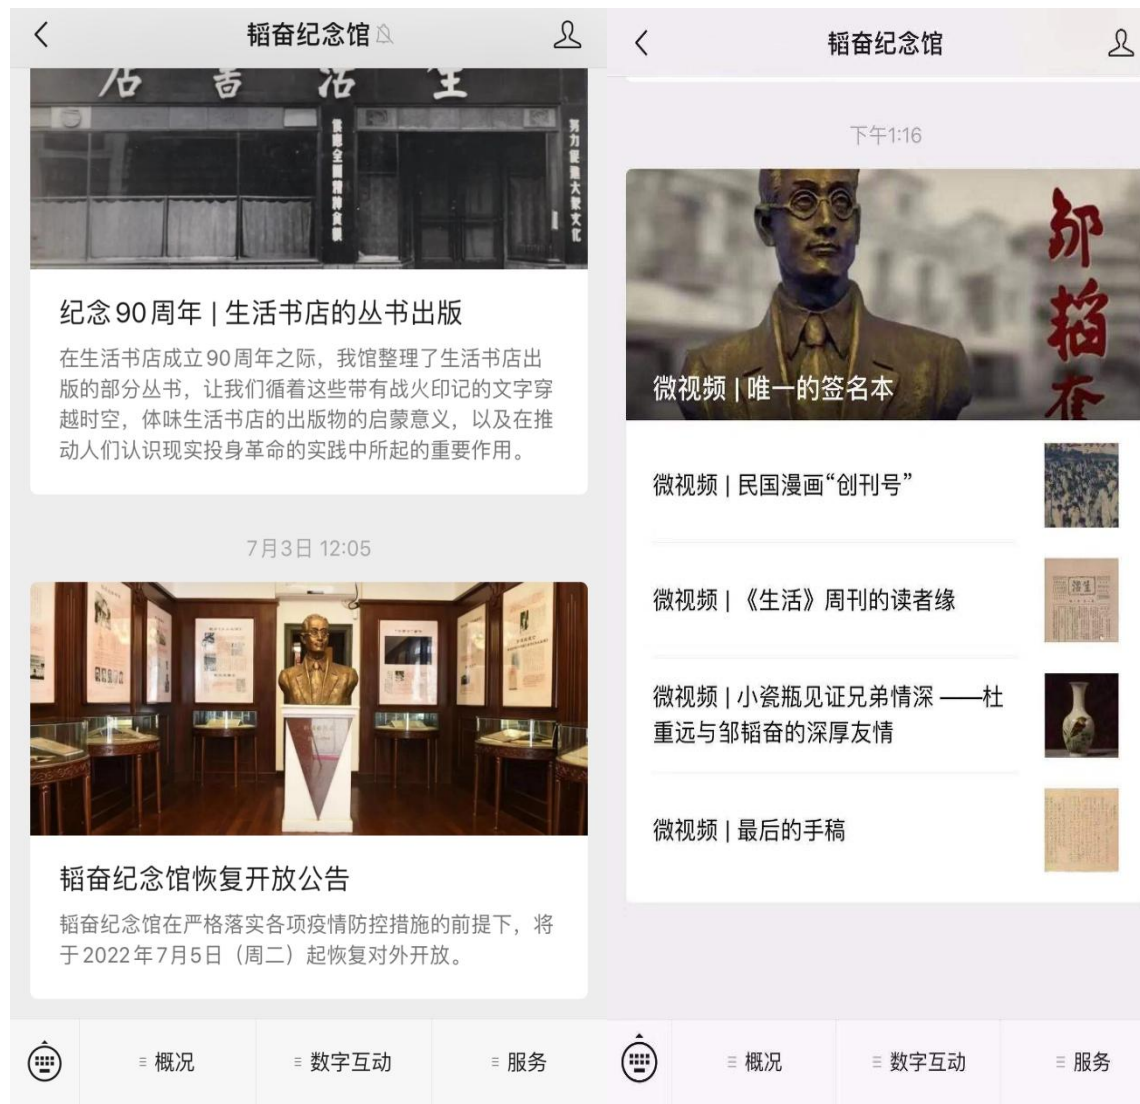 韬奋纪念馆
店書活生
竭誠全國精神食糧
努力促進大衆文化
纪念90周年 | 生活书店的丛书出版
在生活书店成立90周年之际，我馆整理了生活书店出
版的部分丛书，让我们循着这些带有战火印记的文字穿
越时空，体味生活书店的出版物的启蒙意义，以及在推
动人们认识现实投身革命的实践中所起的重要作用。
7月3日 12:05
韬奋纪念馆恢复开放公告
韬奋纪念馆在严格落实各项疫情防控措施的前提下，将
于2022年7月5日（周二）起恢复对外开放。
概况
数字互动
服务
韬奋纪念馆
下午1:16
邹韬奋
微视频 | 唯一的签名本
微视频 | 民国漫画“创刊号”
微视频 | 《生活》周刊的读者缘
生活
微视频 | 小瓷瓶见证兄弟情深 ——杜
重远与邹韬奋的深厚友情
微视频 | 最后的手稿
概况
数字互动
服务